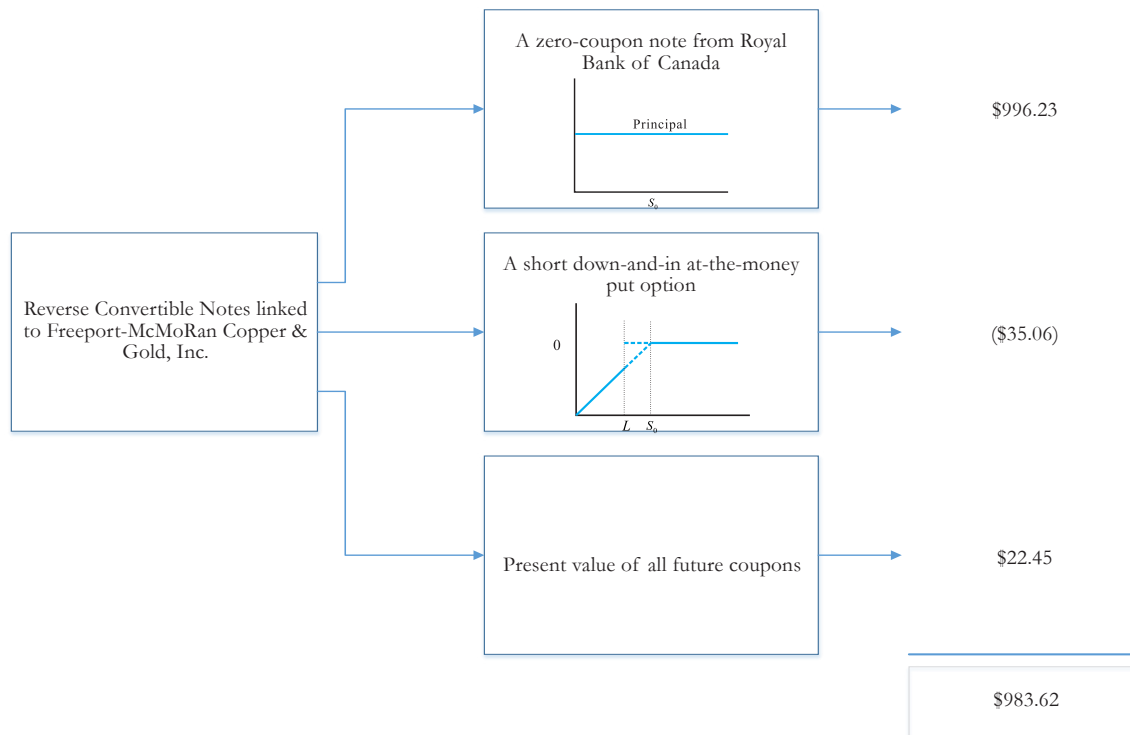 A zero-coupon note from Royal
Bank of Canada
Principal
S₀
$996.23
Reverse Convertible Notes linked
to Freeport-McMoRan Copper &
Gold, Inc.
A short down-and-in at-the-money
put option
0
L
S₀
($35.06)
Present value of all future coupons
$22.45
$983.62